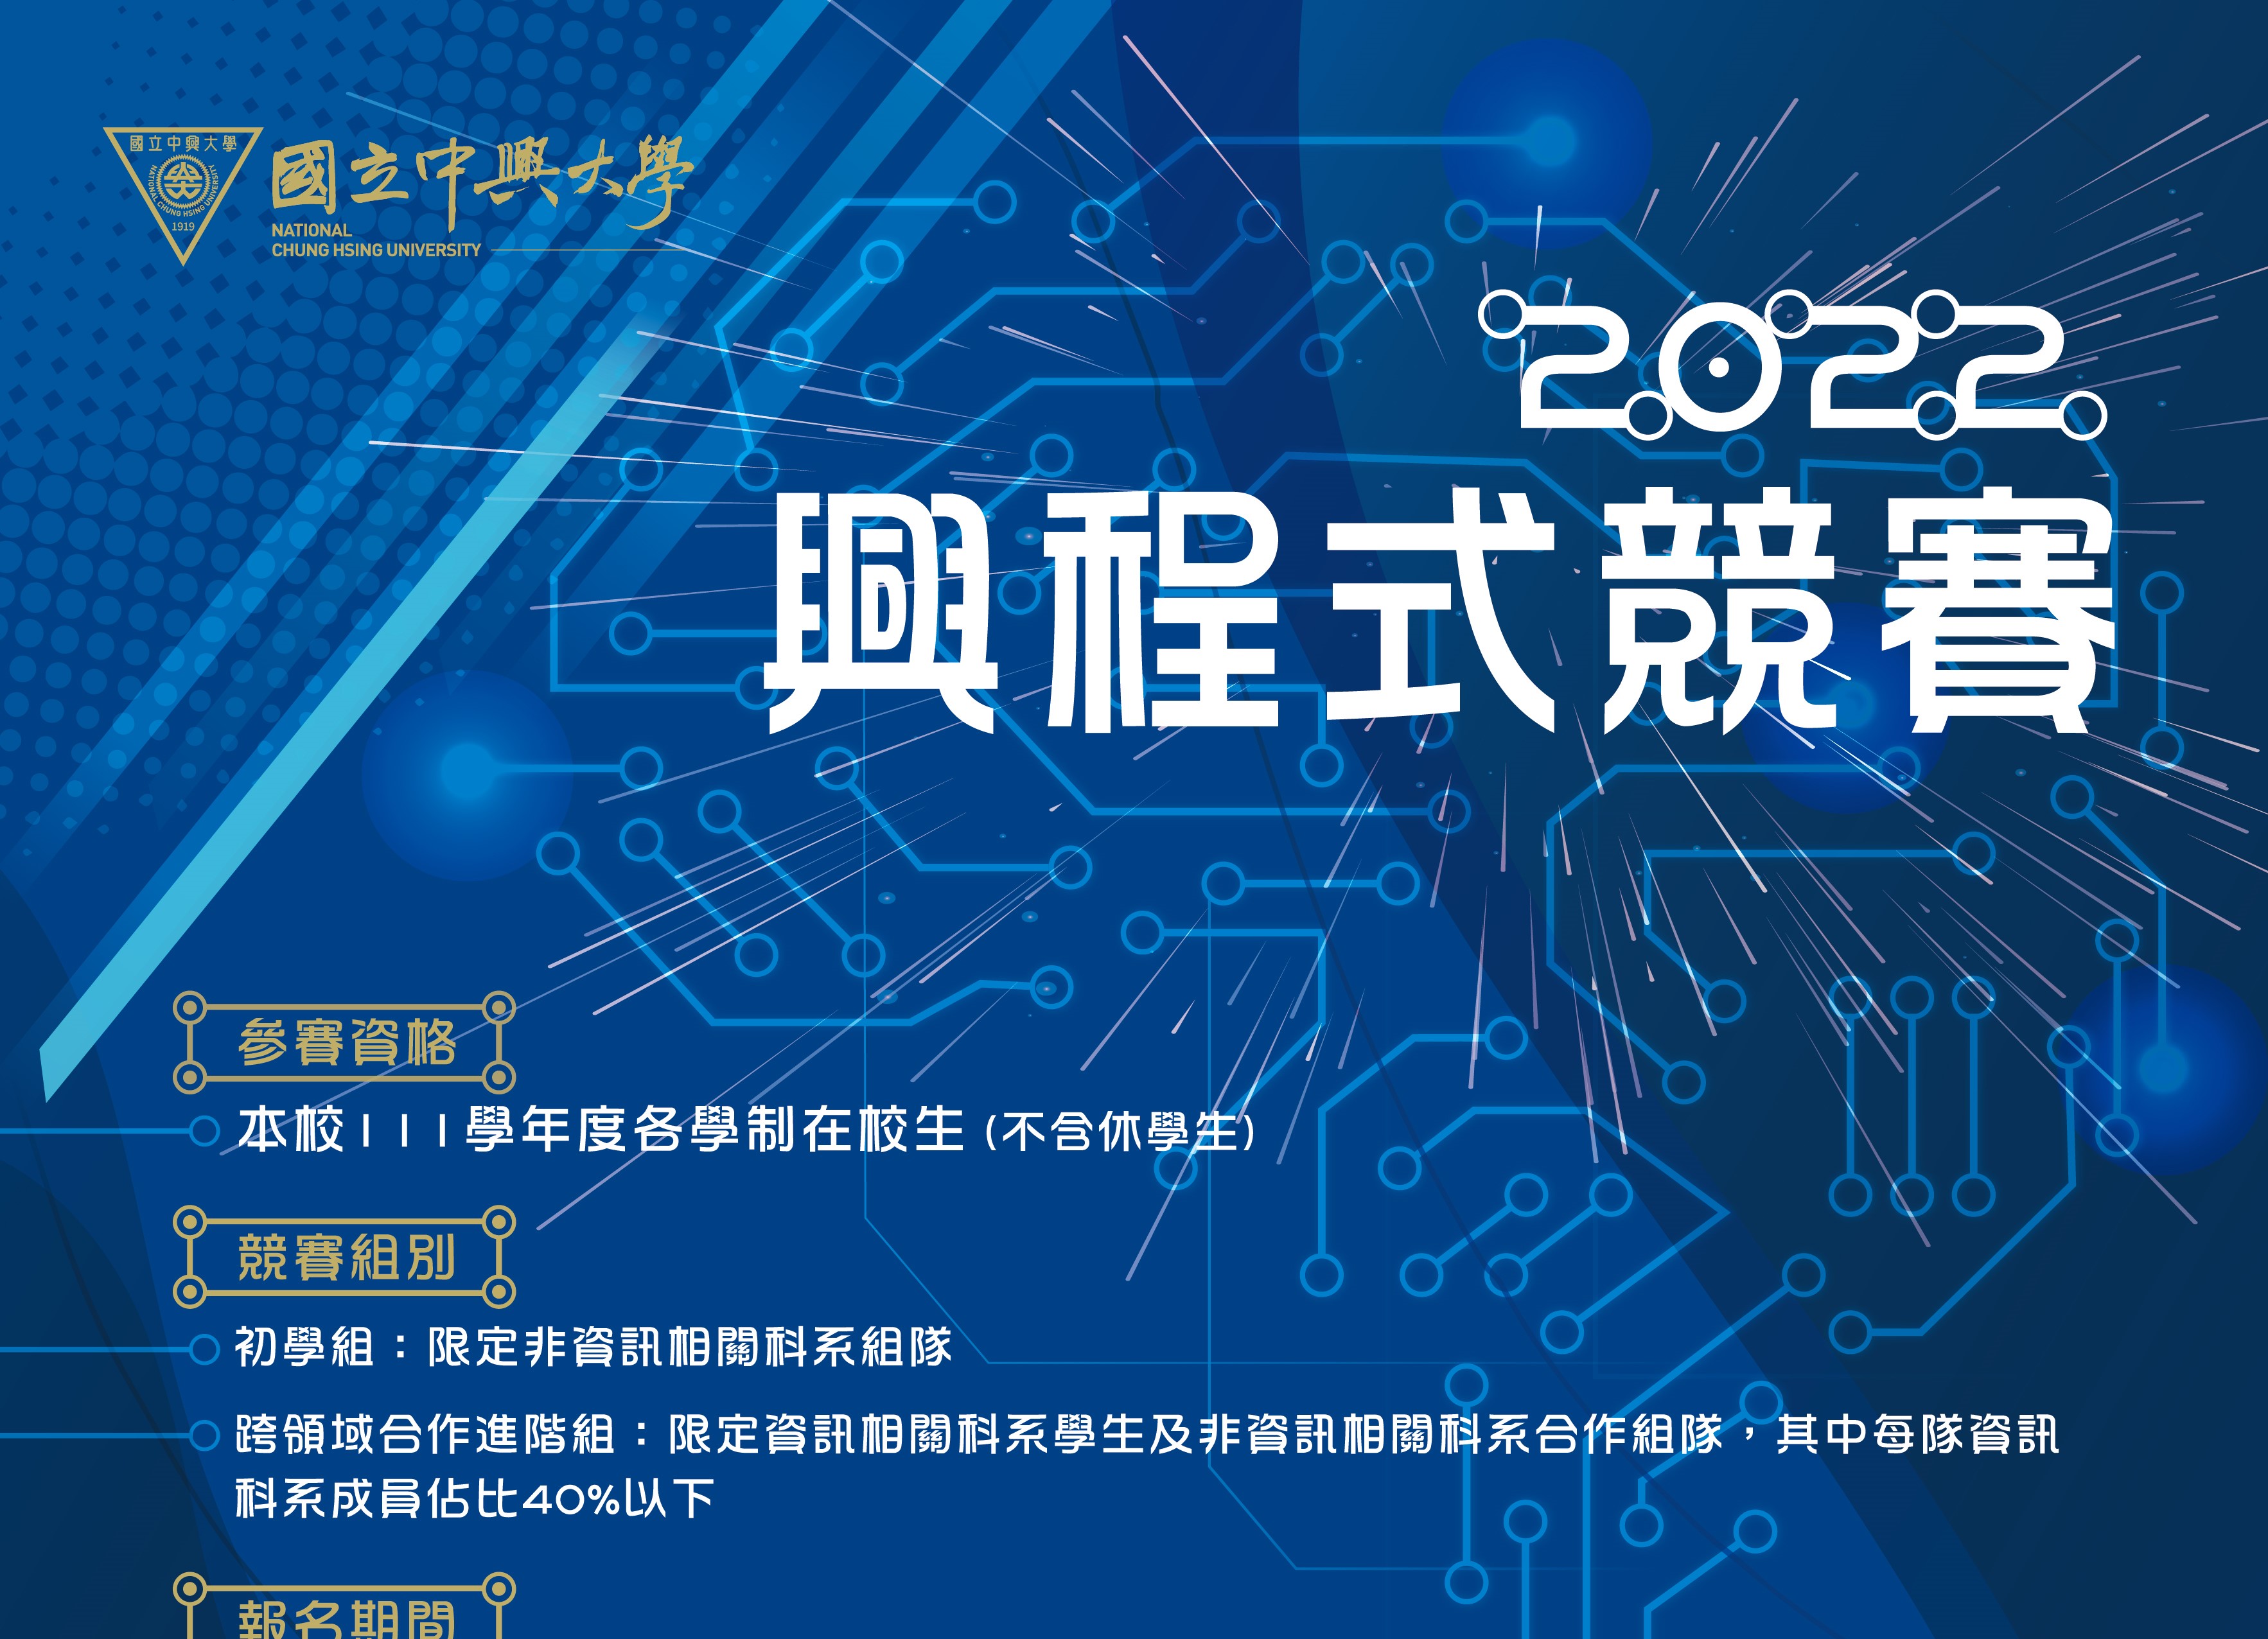 國立中興大學
NATIONAL CHUNG HSING UNIVERSITY
1919
國立中興大學
NATIONAL
CHUNG HSING UNIVERSITY
2022
興程式競賽
參賽資格
本校111學年度各學制在校生 (不含休學生)
競賽組別
初學組：限定非資訊相關科系組隊
跨領域合作進階組：限定資訊相關科系學生及非資訊相關科系合作組隊，其中每隊資訊
科系成員佔比40%以下
報名期間